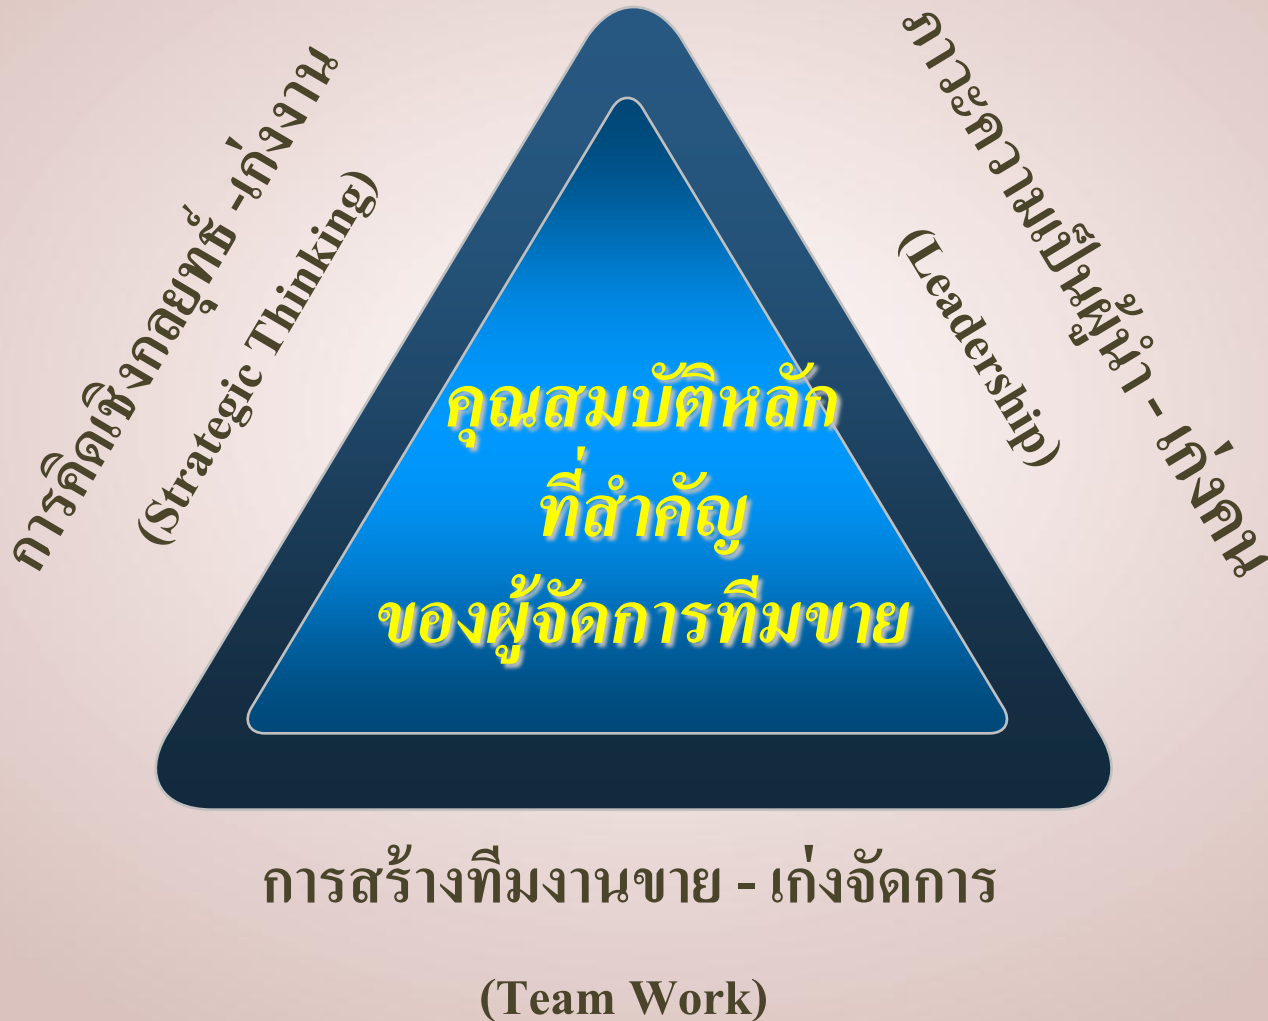 การคิดเชิงกลยุทธ์ -เก่งงาน
(Strategic Thinking)
ภาวะความเป็นผู้นำ - เก่งคน
(Leadership)
คุณสมบัติหลัก
ที่สำคัญ
ของผู้จัดการทีมขาย
การสร้างทีมงานขาย - เก่งจัดการ
(Team Work)